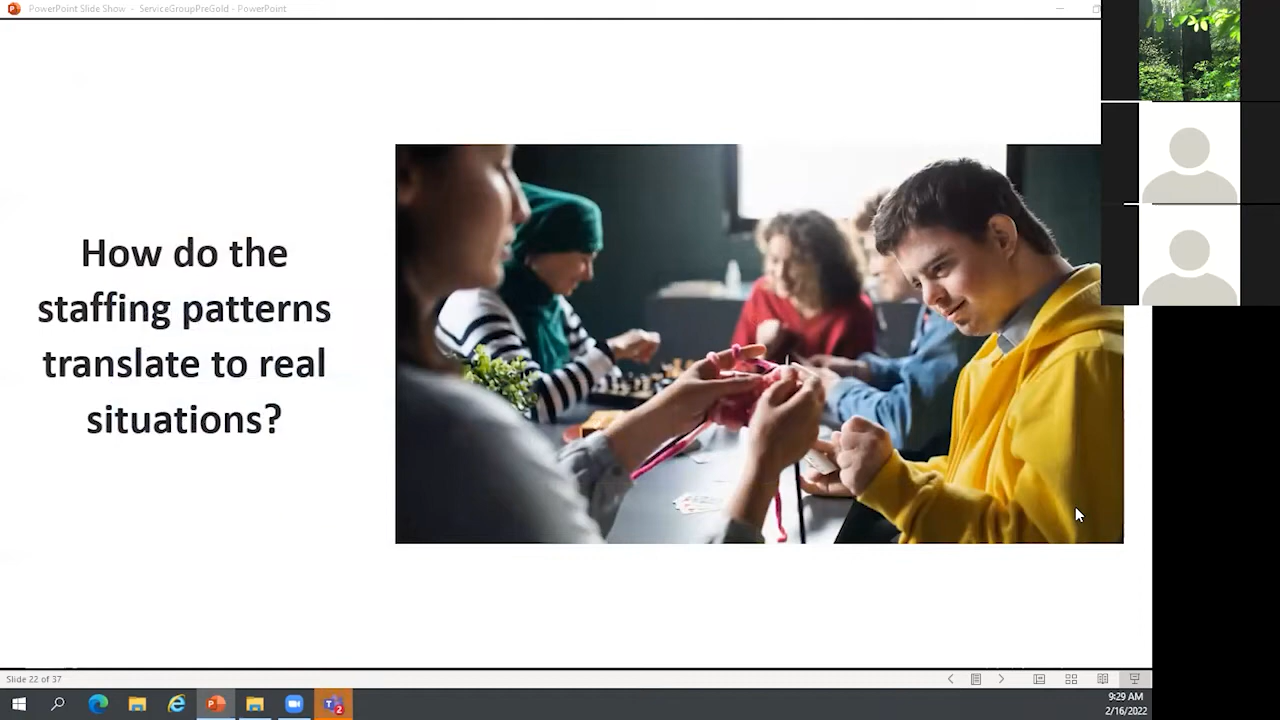 PowerPoint Slide Show - ServiceGroupPreGold - PowerPoint
How do the
staffing patterns
translate to real
situations?
Slide 22 of 37
2
9:29 AM
2/16/2022